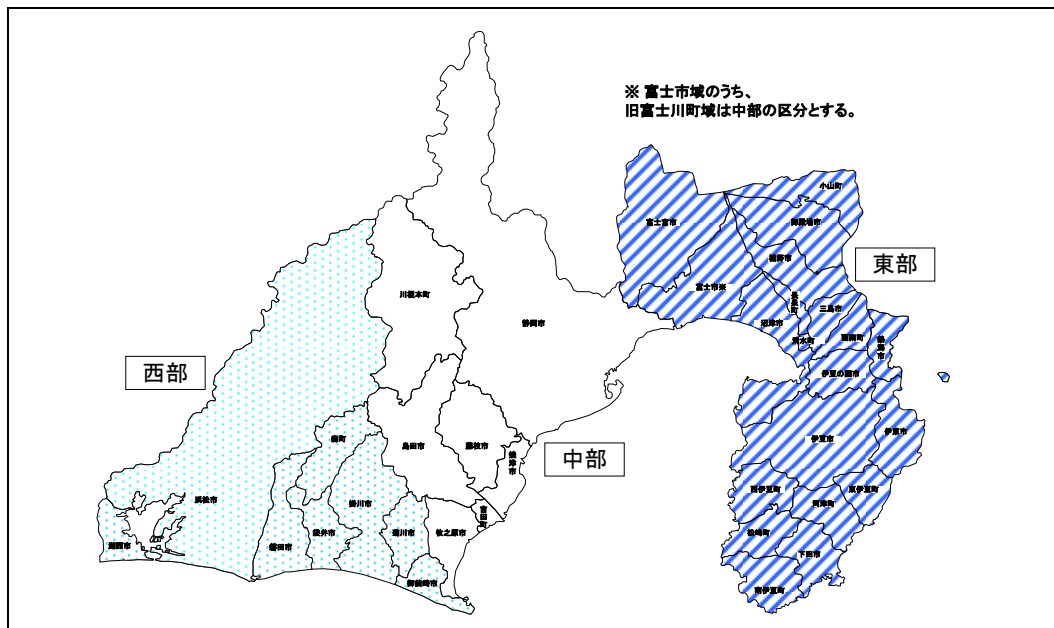 ※ 富士市域のうち、
旧富士川町域は中部の区分とする。
小山町
富士宮市
御殿場市
裾野市
東部
川根本町
富士市※
長泉町
三島市
静岡市
沼津市
清水町
函南町
熱海市
西部
伊豆の国市
森町
島田市
藤枝市
焼津市
中部
伊豆市
伊東市
浜松市
掛川市
西伊豆町
河津町
東伊豆町
吉田町
湖西市
磐田市
袋井市
菊川市
牧之原市
松崎町
下田市
御前崎市
南伊豆町